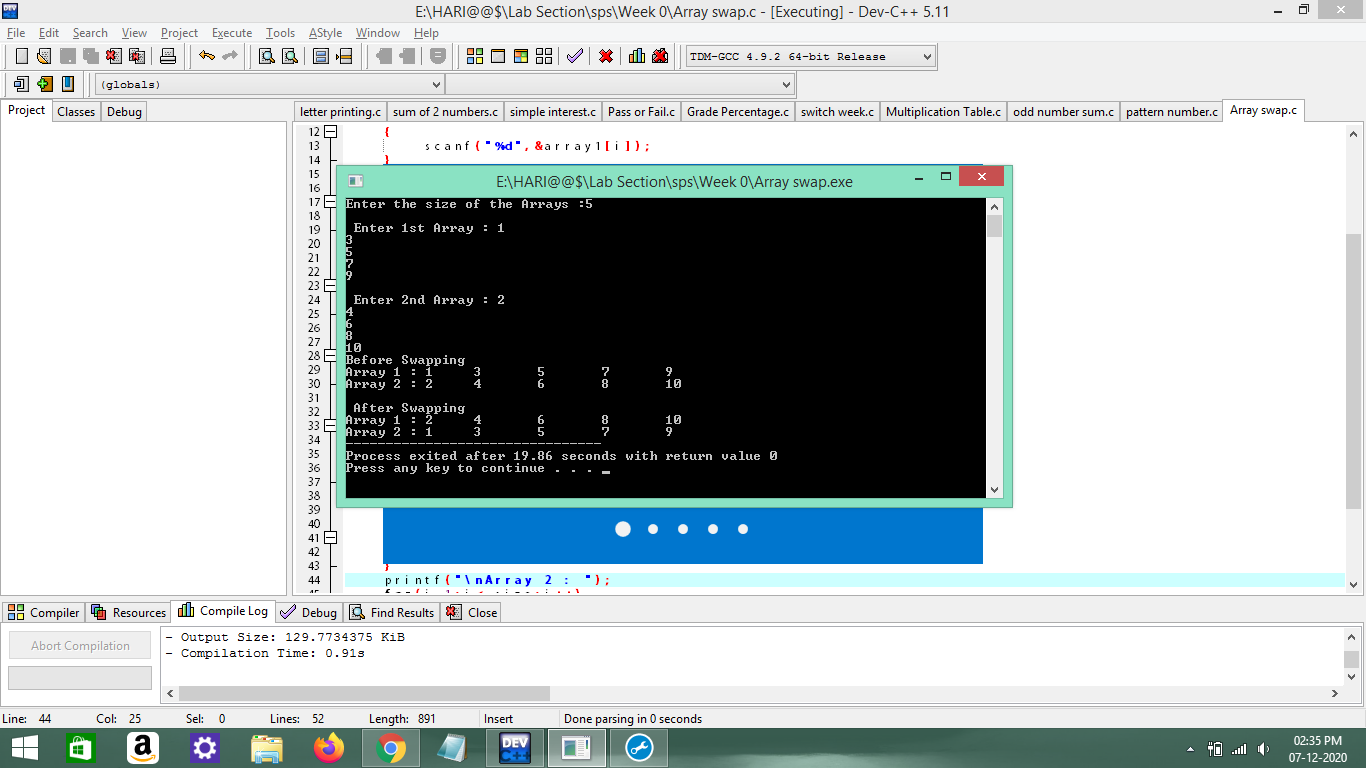 E:\HARI@@$\Lab Section\sps\Week 0\Array swap.c - [Executing] - Dev-C++ 5.11
File Edit Search View Project Execute Tools AStyle Window Help
TDM-GCC 4.9.2 64-bit Release
(globals)
Project Classes Debug
letter printing.c sum of 2 numbers.c simple interest.c Pass or Fail.c Grade Percentage.c switch week.c Multiplication Table.c odd number sum.c pattern number.c Array swap.c
12 {
13 scanf("%d",&array1[i]);
14 }
15
16
17
18
19
20
21
22
23
24
25
26
27
28
29
30
31
32
33
34
35
36
37
38
39
40
41
42
43 }
44 printf("\nArray 2 : ");
E:\HARI@@$\Lab Section\sps\Week 0\Array swap.exe
Enter the size of the Arrays :5
Enter 1st Array : 1
3
5
7
9
Enter 2nd Array : 2
4
6
8
10
Before Swapping
Array 1 : 1 3 5 7 9
Array 2 : 2 4 6 8 10
After Swapping
Array 1 : 2 4 6 8 10
Array 2 : 1 3 5 7 9
--------------------------------
Process exited after 19.86 seconds with return value 0
Press any key to continue . . . _
Compiler Resources Compile Log Debug Find Results Close
Abort Compilation
- Output Size: 129.7734375 KiB
- Compilation Time: 0.91s
Line: 44 Col: 25 Sel: 0 Lines: 52 Length: 891 Insert Done parsing in 0 seconds
DEV C++
02:35 PM
07-12-2020